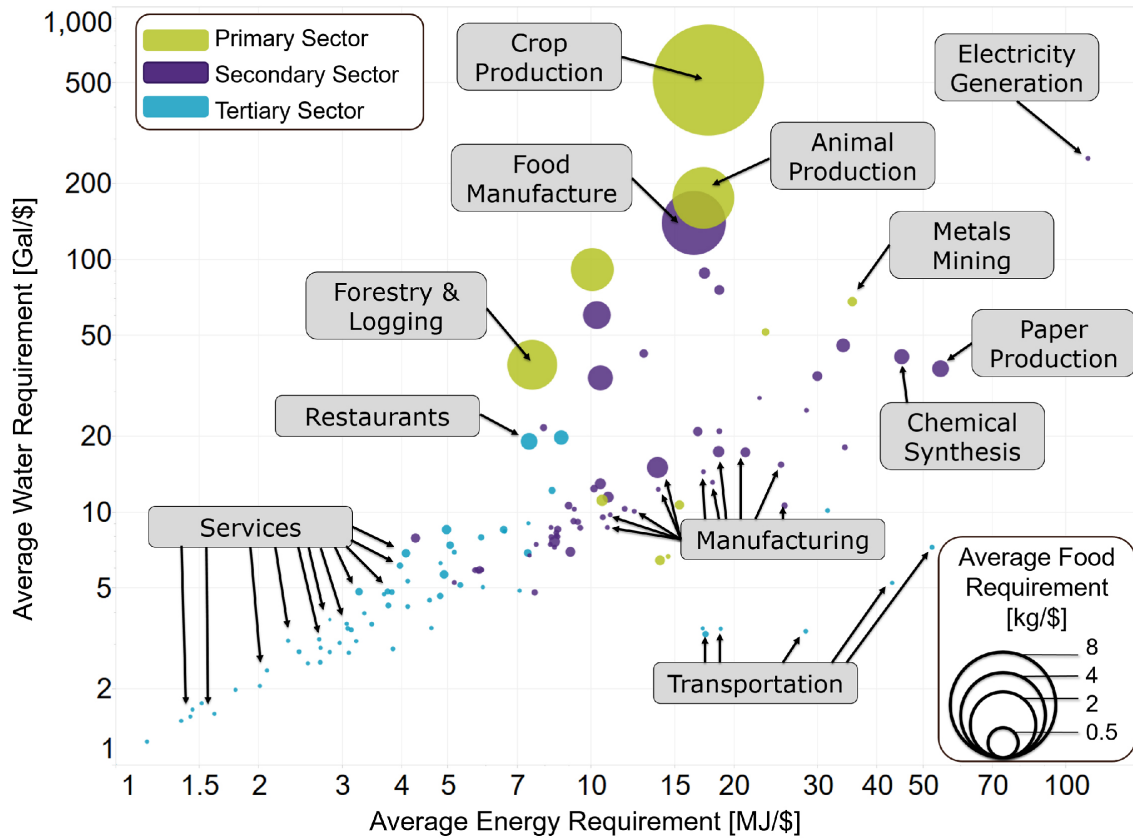 1,000
500
200
100
50
20
10
5
2
1
Average Water Requirement [Gal/$]
Primary Sector
Secondary Sector
Tertiary Sector
Crop
Production
Electricity
Generation
Food
Manufacture
Animal
Production
Metals
Mining
Forestry &
Logging
Paper
Production
Restaurants
Chemical
Synthesis
Services
Manufacturing
Transportation
Average Food
Requirement
[kg/$]
8
4
2
0.5
1
1.5
2
3
4
5
7
10
15
20
30
40
50
70
100
Average Energy Requirement [MJ/$]